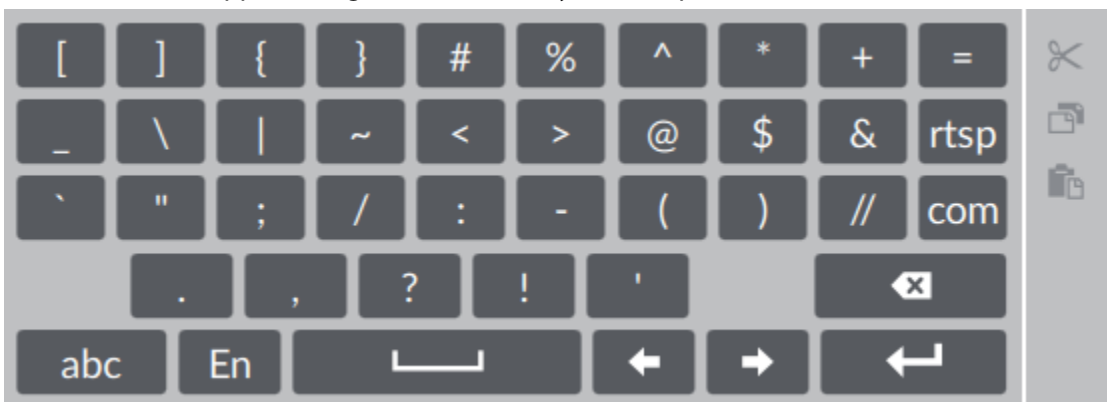 [ ] { } # % ^ * + =
_ \ | ~ < > @ $ & rtsp
` " ; / : - ( ) // com
. , ? ! '
abc En